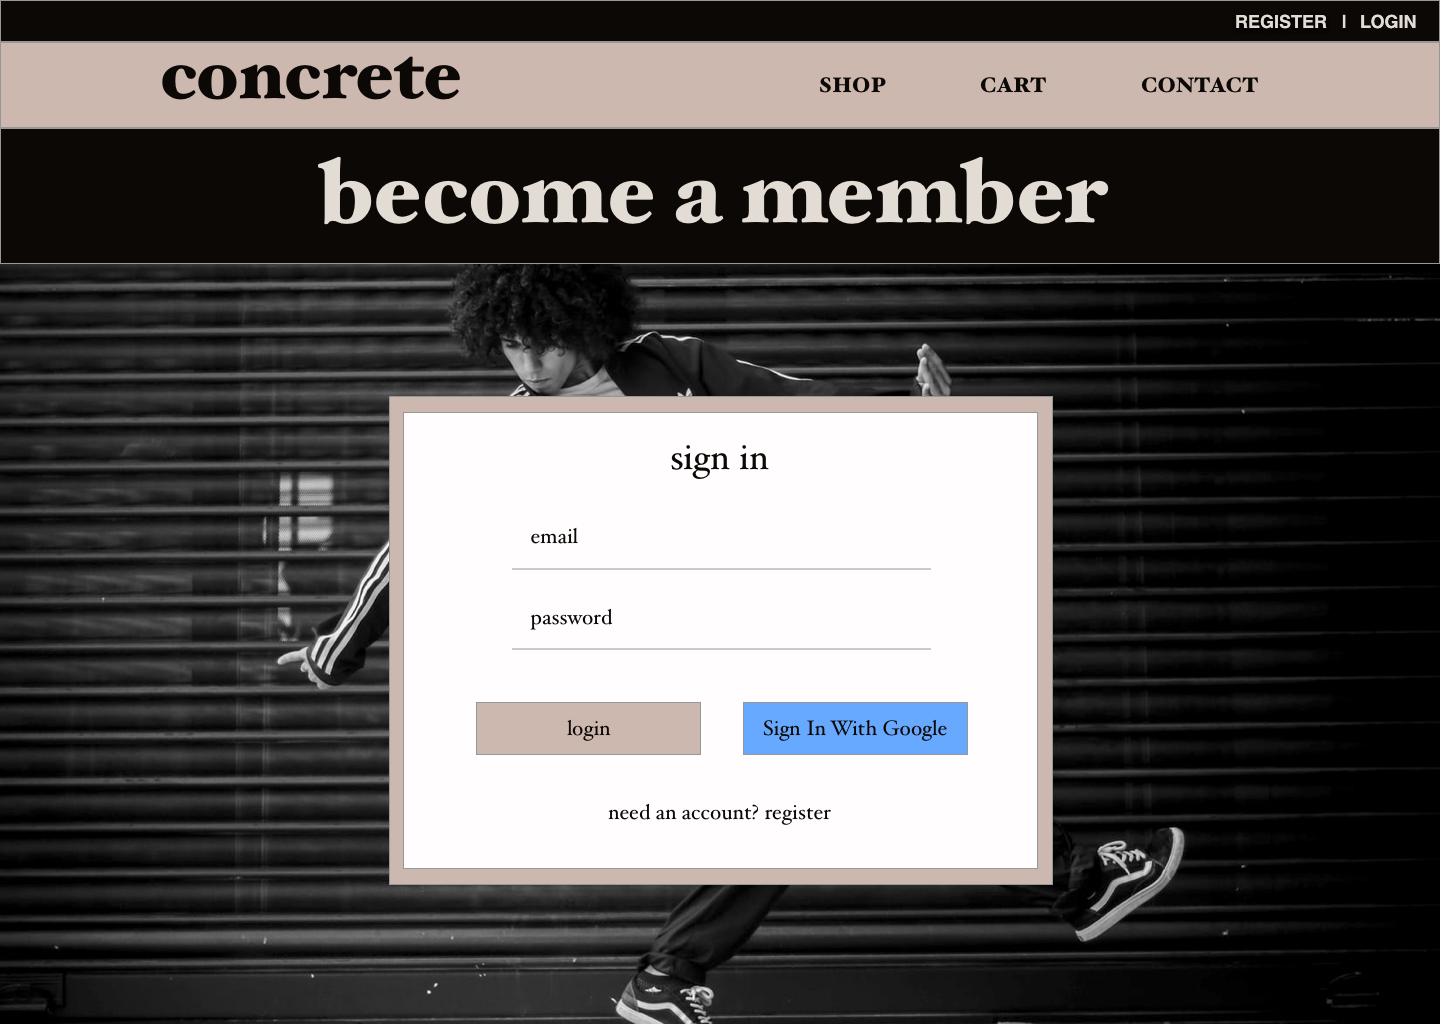 REGISTER | LOGIN
concrete
SHOP CART CONTACT
become a member
sign in
email
password
login
Sign In With Google
need an account? register